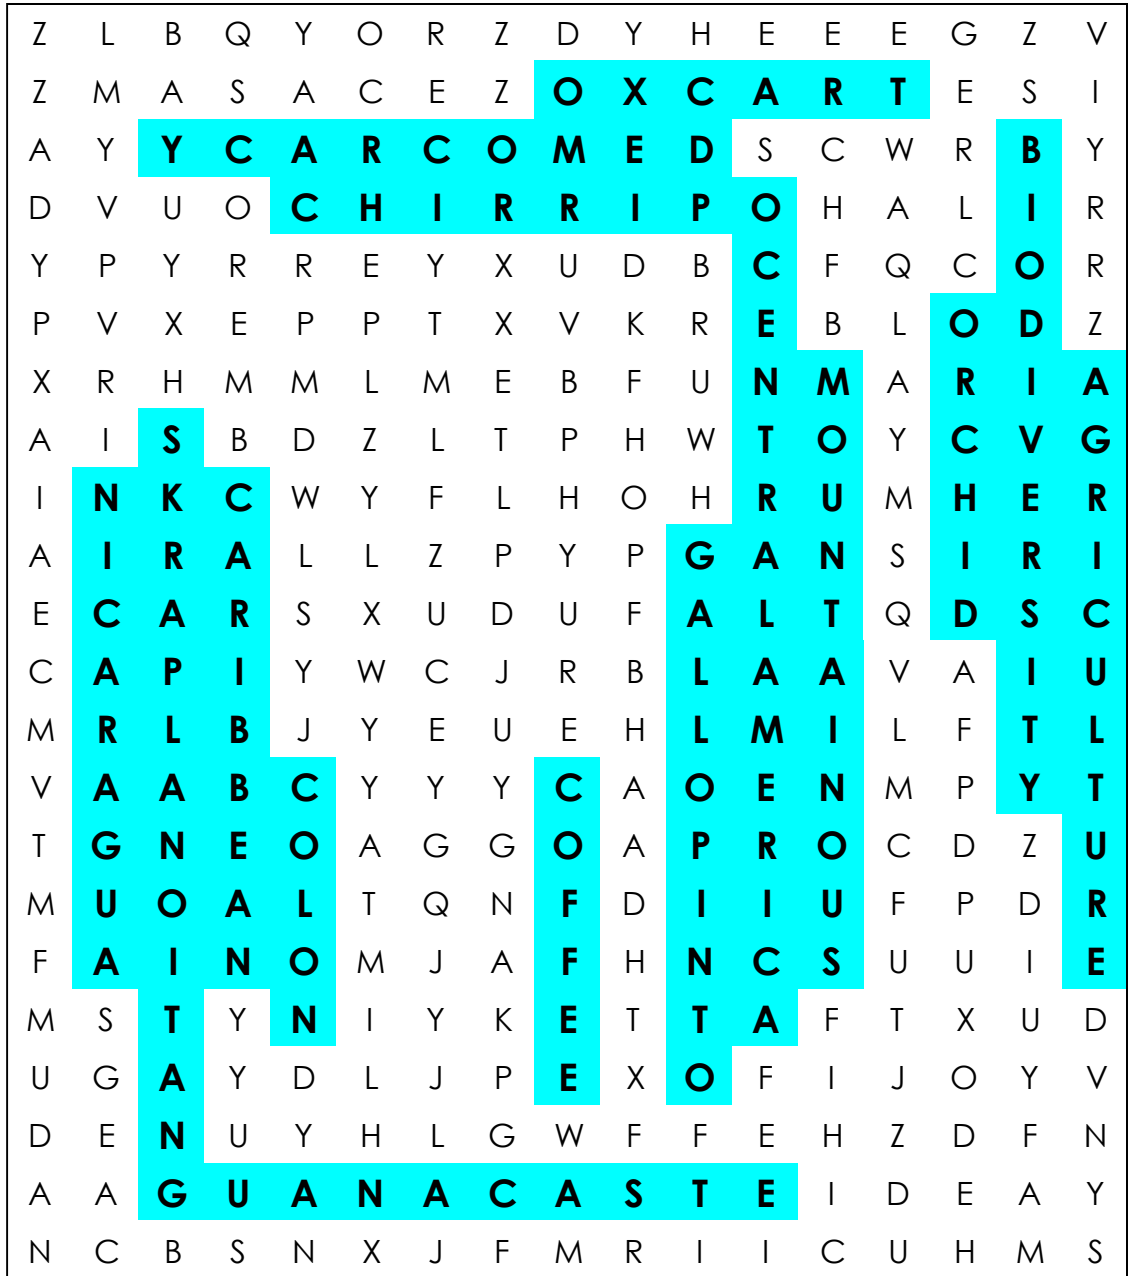 Z L B Q Y O R Z D Y H E E E G Z V
Z M A S A C E Z O X C A R T E S I
A Y Y C A R C O M E D S C W R B Y
D V U O C H I R R I P O H A L I R
Y P Y R R E Y X U D B C F Q C O R
P V X E P P T X V K R E B L O D Z
X R H M M L M E B F U N M A R I A
A I S B D Z L T P H W T O Y C V G
I N K C W Y F L H O H R U M H E R
A I R A L L Z P Y P G A N S I R I
E C A R S X U D U F A L T Q D S C
C A P I Y W C J R B L A A V A I U
M R L B J Y E U E H L M I L F T L
V A A B C Y Y Y C A O E N M P Y T
T G N E O A G G O A P R O C D Z U
M U O A L T Q N F D I I U F P D R
F A I N O M J A F H N C S U U I E
M S T Y N I Y K E T T A F T X U D
U G A Y D L J P E X O F I J O Y V
D E N U Y H L G W F F E H Z D F N
A A G U A N A C A S T E I D E A Y
N C B S N X J F M R I I C U H M S